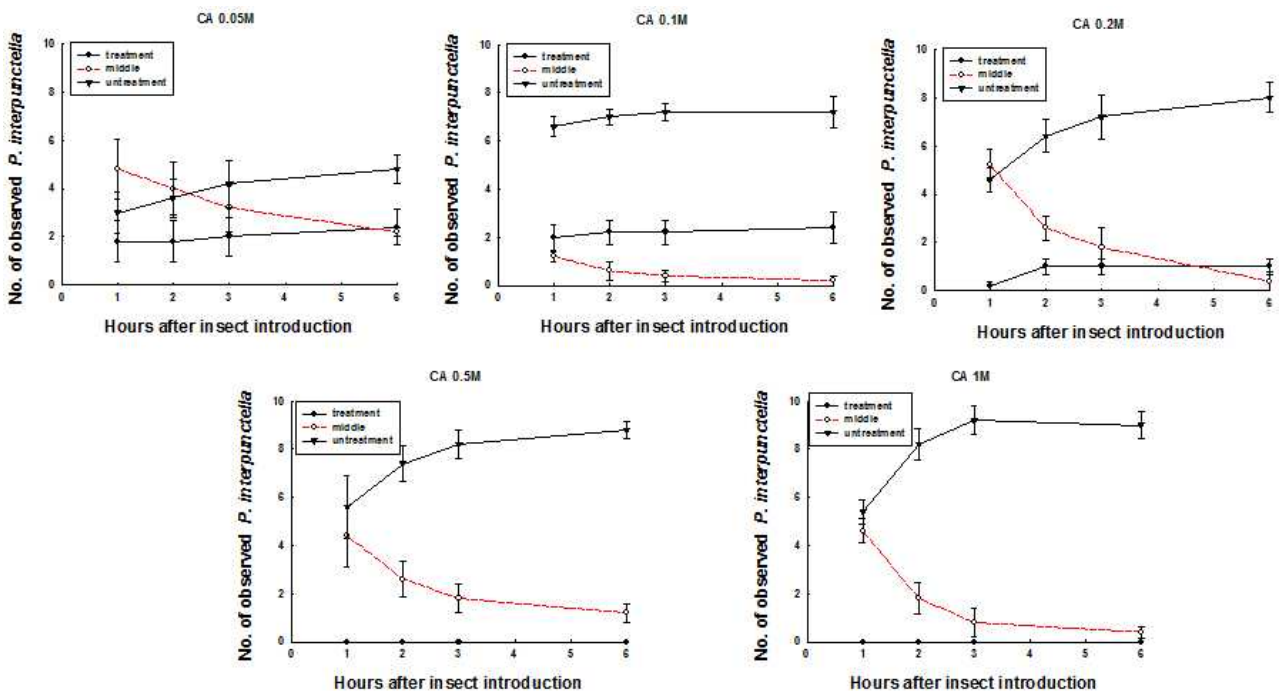 CA 0.05M
No. of observed P. interpunctella
10
8
6
4
2
0
treatment
middle
untreatment
0 1 2 3 4 5 6
Hours after insect introduction
CA 0.1M
No. of observed P. interpunctella
10
8
6
4
2
0
treatment
middle
untreatment
0 1 2 3 4 5 6
Hours after insect introduction
CA 0.2M
No. of observed P. interpunctella
10
8
6
4
2
0
treatment
middle
untreatment
0 1 2 3 4 5 6
Hours after insect introduction
CA 0.5M
No. of observed P. interpunctella
10
8
6
4
2
0
treatment
middle
untreatment
0 1 2 3 4 5 6
Hours after insect introduction
CA 1M
No. of observed P. interpunctella
10
8
6
4
2
0
treatment
middle
untreatment
0 1 2 3 4 5 6
Hours after insect introduction